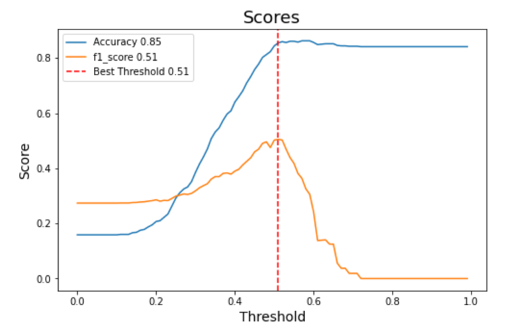 Scores
Accuracy 0.85
f1_score 0.51
Best Threshold 0.51
Score
0.8
0.6
0.4
0.2
0.0
0.0 0.2 0.4 0.6 0.8 1.0
Threshold